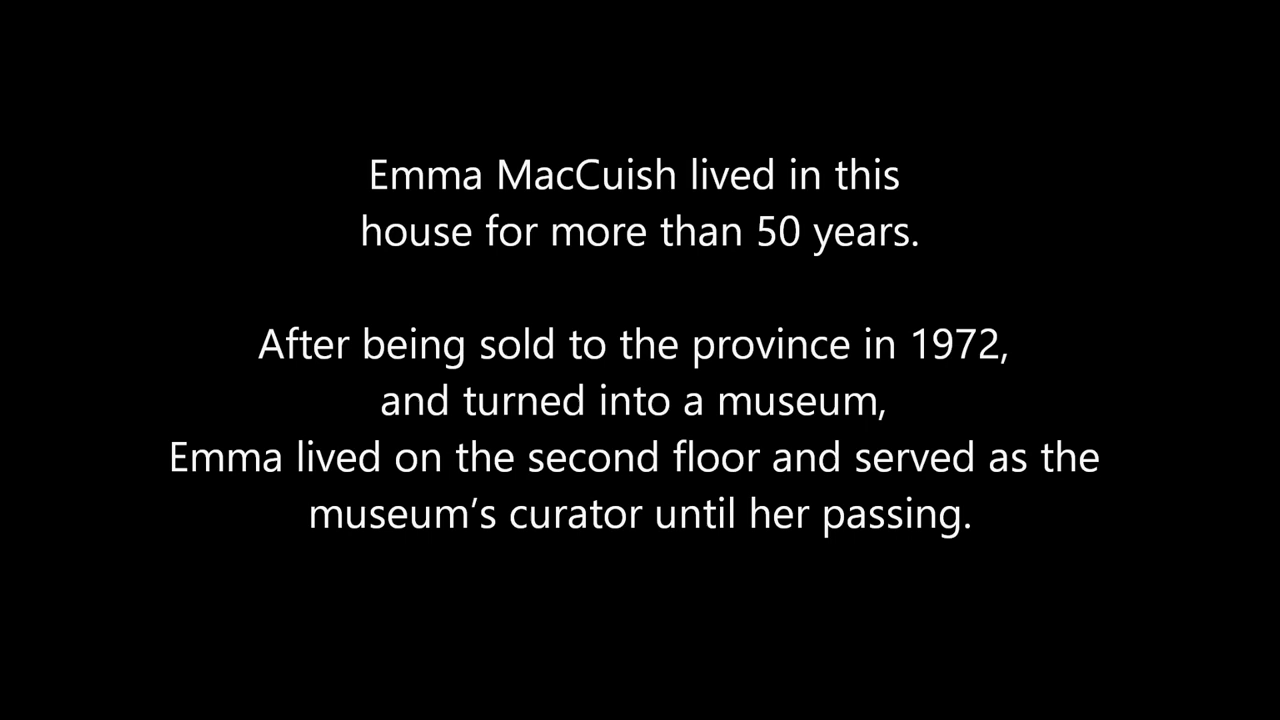 Emma MacCuish lived in this
house for more than 50 years.
After being sold to the province in 1972,
and turned into a museum,
Emma lived on the second floor and served as the
museum’s curator until her passing.